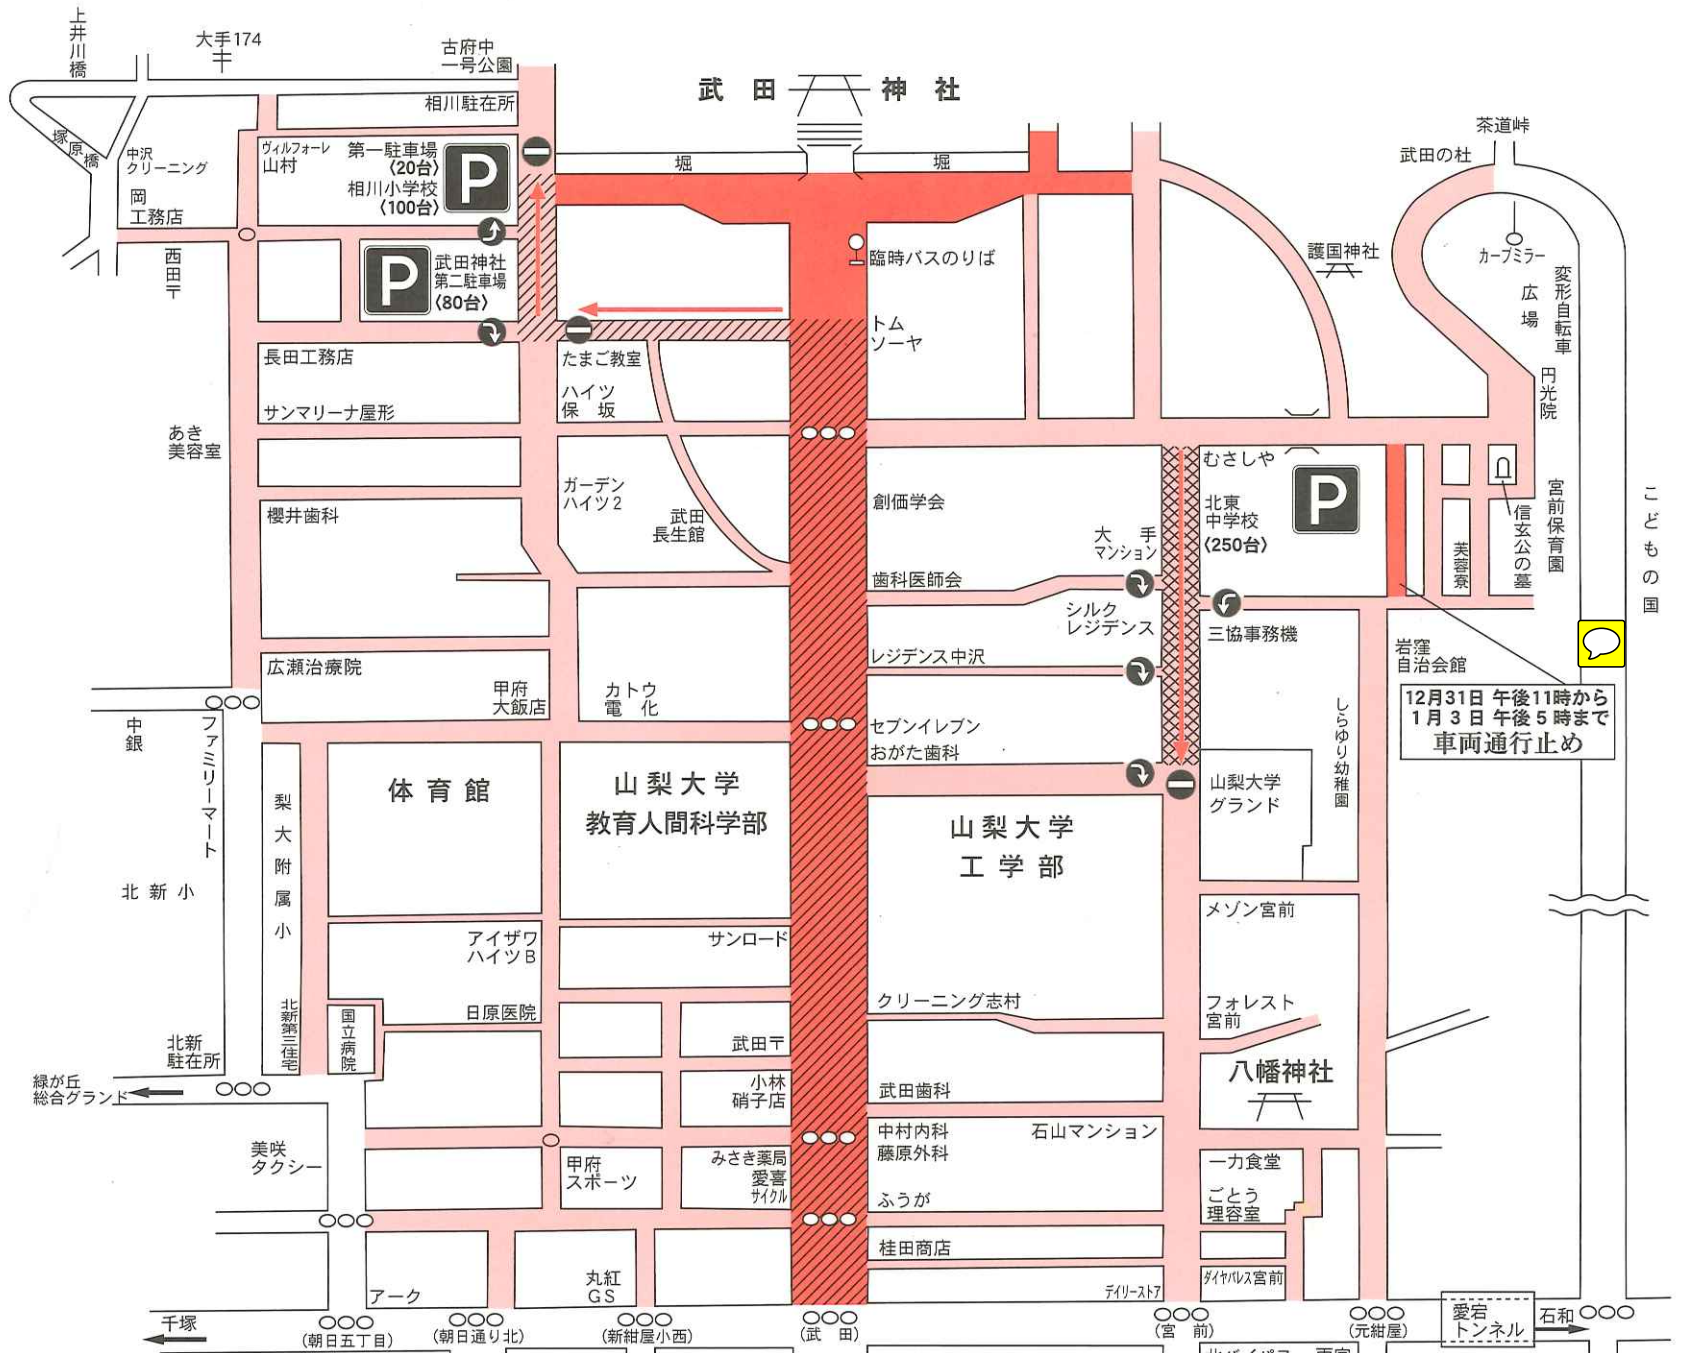 上井川橋
大手174
古府中
一号公園
武田
神社
相川駐在所
塚原橋
中沢
クリーニング
ヴィルフォーレ
山村
第一駐車場
〈20台〉
相川小学校
〈100台〉
P
岡
工務店
堀
堀
茶道峠
武田の杜
西田〒
P
武田神社
第二駐車場
〈80台〉
臨時バスのりば
護国神社
カーブミラー
広場
変形自転車
トム
ソーヤ
長田工務店
たまご教室
サンマリーナ屋形
ハイツ
保坂
円光院
あき
美容室
むさしや
P
櫻井歯科
ガーデン
ハイツ2
武田
長生館
創価学会
北東
中学校
〈250台〉
大手
マンション
芙蓉寮
信玄公の墓
宮前保育園
こどもの国
歯科医師会
シルク
レジデンス
三協事務機
レジデンス中沢
岩窪
自治会館
広瀬治療院
甲府
大飯店
カトウ
電化
12月31日 午後11時から
1月3日 午後5時まで
車両通行止め
中銀
ファミリーマート
セブンイレブン
おがた歯科
しらゆり幼稚園
体育館
山梨大学
教育人間科学部
山梨大学
グランド
梨大附属小
山梨大学
工学部
北新小
アイザワ
ハイツB
サンロード
メゾン宮前
北新第三住宅
国立病院
日原医院
クリーニング志村
フォレスト
宮前
北新
駐在所
武田〒
緑が丘
総合グランド
小林
硝子店
武田歯科
八幡神社
美咲
タクシー
甲府
スポーツ
みさき薬局
愛喜
サイクル
中村内科
藤原外科
石山マンション
ふうが
一力食堂
ごとう
理容室
桂田商店
アーク
丸紅
GS
デイリーストア
ダイヤパレス宮前
千塚
(朝日五丁目)
(朝日通り北)
(新紺屋小西)
(武田)
(宮前)
(元紺屋)
愛宕
トンネル
石和